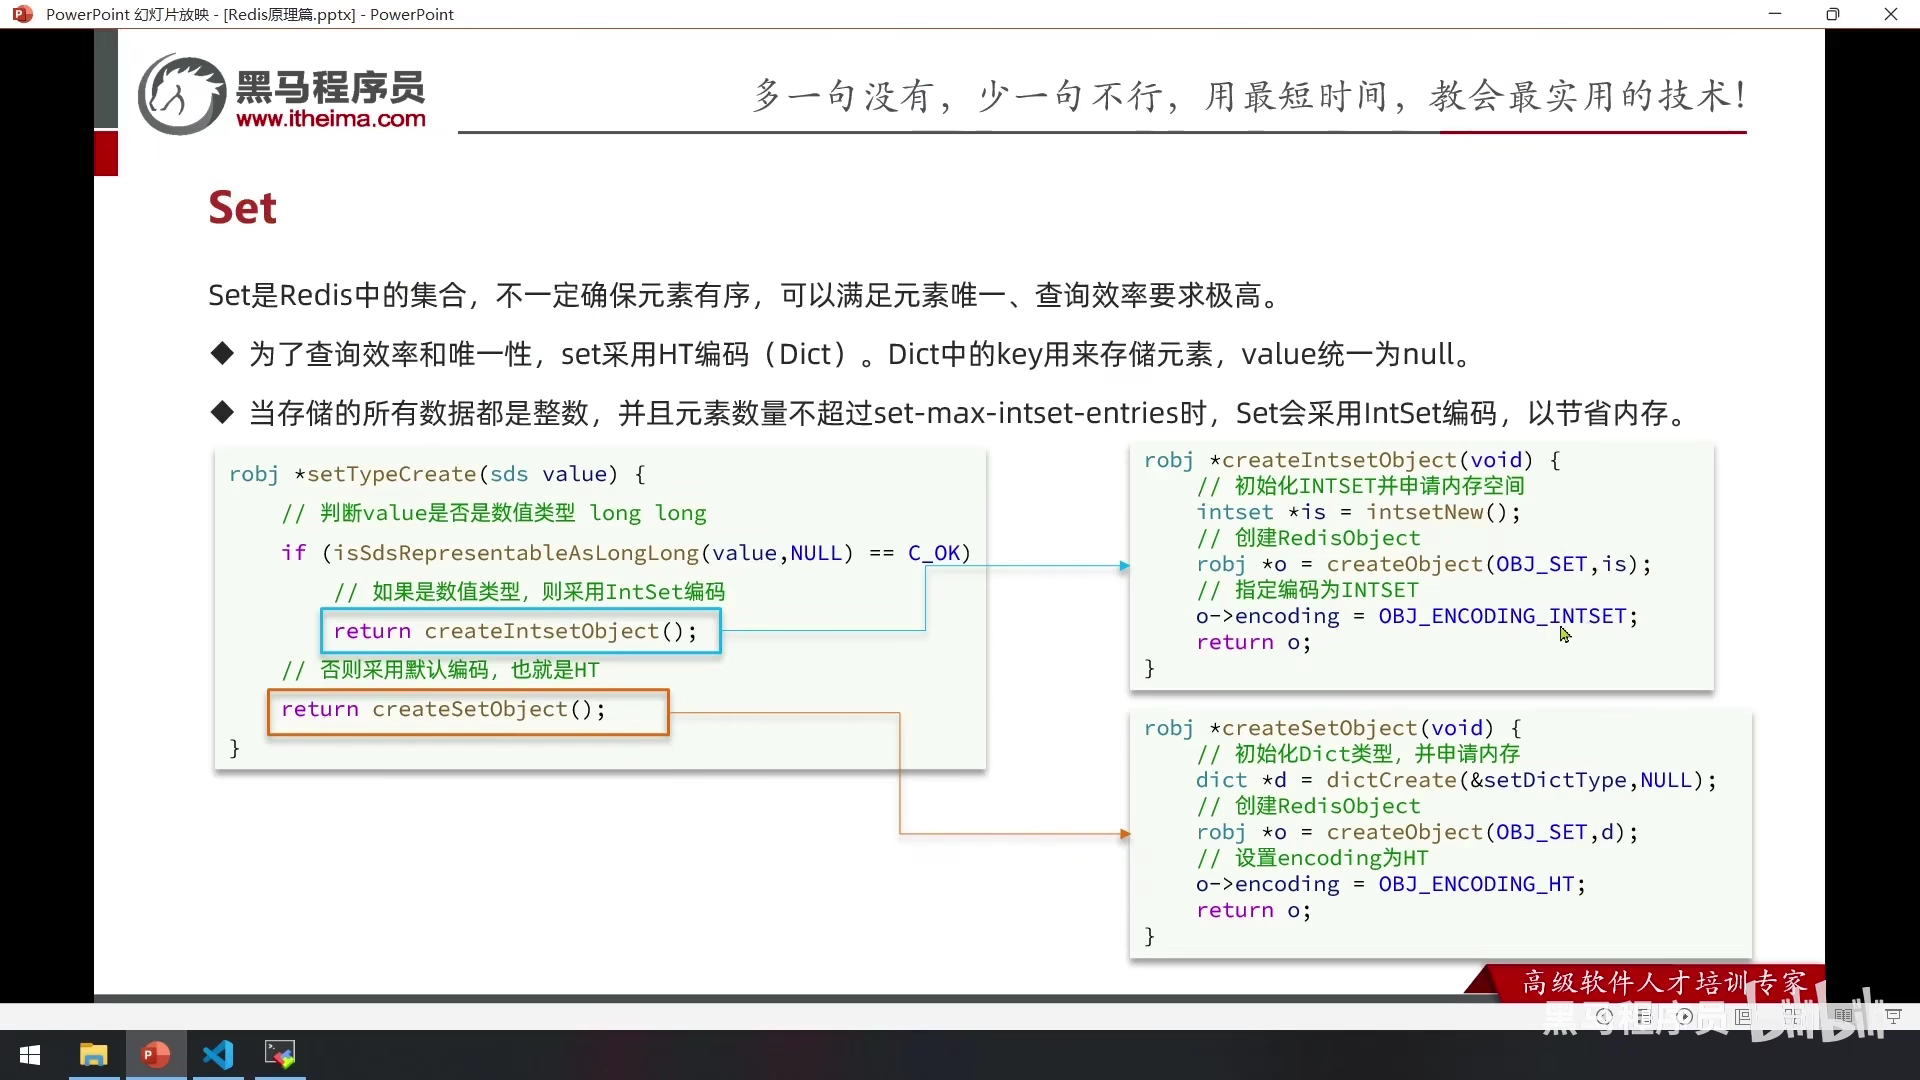 PowerPoint 幻灯片放映 - [Redis原理篇.pptx] - PowerPoint
黑马程序员
www.itheima.com
多一句没有，少一句不行，用最短时间，教会最实用的技术！
Set
Set是Redis中的集合，不一定确保元素有序，可以满足元素唯一、查询效率要求极高。
◆ 为了查询效率和唯一性，set采用HT编码（Dict）。Dict中的key用来存储元素，value统一为null。
◆ 当存储的所有数据都是整数，并且元素数量不超过set-max-intset-entries时，Set会采用IntSet编码，以节省内存。
robj *setTypeCreate(sds value) {
// 判断value是否是数值类型 long long
if (isSdsRepresentableAsLongLong(value,NULL) == C_OK)
// 如果是数值类型，则采用IntSet编码
return createIntsetObject();
// 否则采用默认编码，也就是HT
return createSetObject();
}
robj *createIntsetObject(void) {
// 初始化INTSET并申请内存空间
intset *is = intsetNew();
// 创建RedisObject
robj *o = createObject(OBJ_SET,is);
// 指定编码为INTSET
o->encoding = OBJ_ENCODING_INTSET;
return o;
}
robj *createSetObject(void) {
// 初始化Dict类型，并申请内存
dict *d = dictCreate(&setDictType,NULL);
// 创建RedisObject
robj *o = createObject(OBJ_SET,d);
// 设置encoding为HT
o->encoding = OBJ_ENCODING_HT;
return o;
}
高级软件人才培训专家
黑马程序员 bilibili